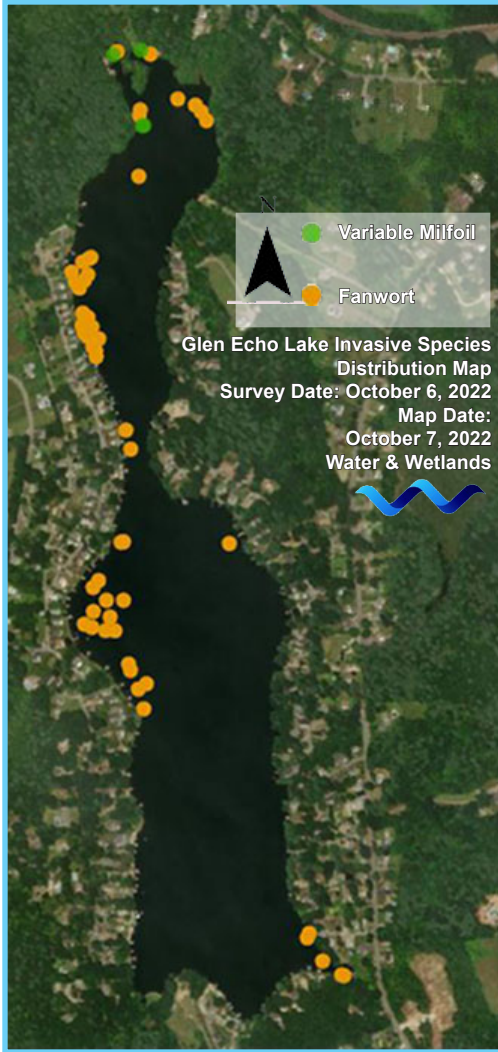 N
Variable Milfoil
Fanwort
Glen Echo Lake Invasive Species
Distribution Map
Survey Date: October 6, 2022
Map Date:
October 7, 2022
Water & Wetlands